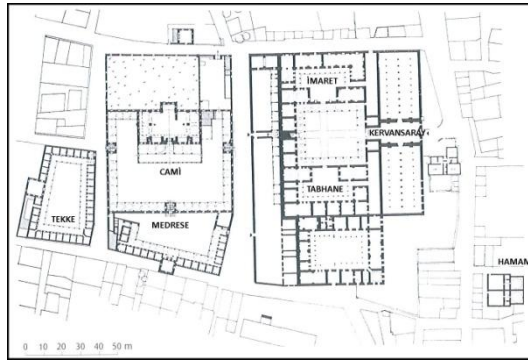 İMARET
KERVANSARAY
CAMİ
TABHANE
TEKKE
MEDRESE
HAMAM
0 10 20 30 40 50 m